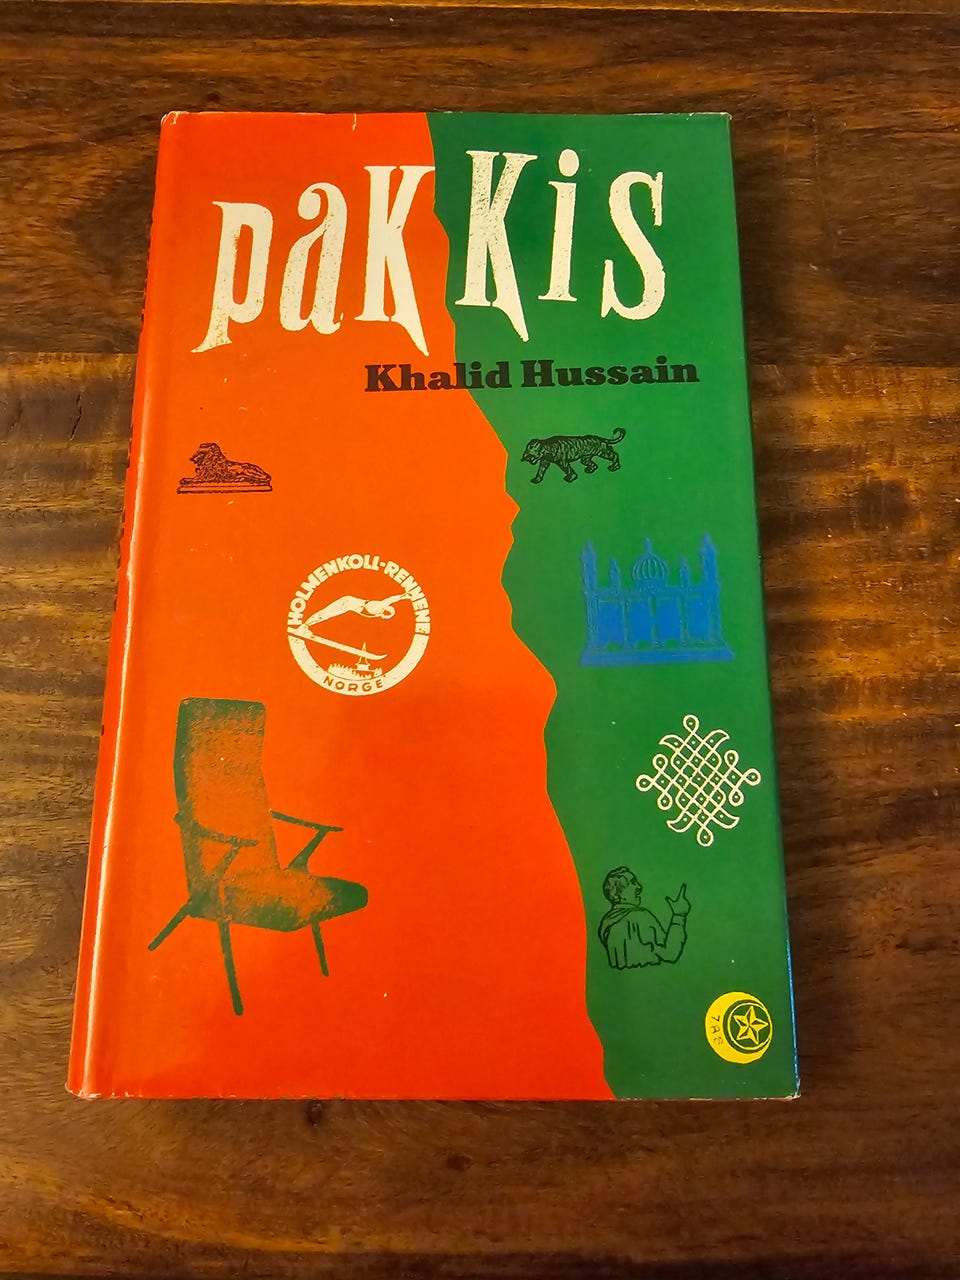 pakkis
Khalid Hussain
HOLMENKOLL-RENNENE
NORGE